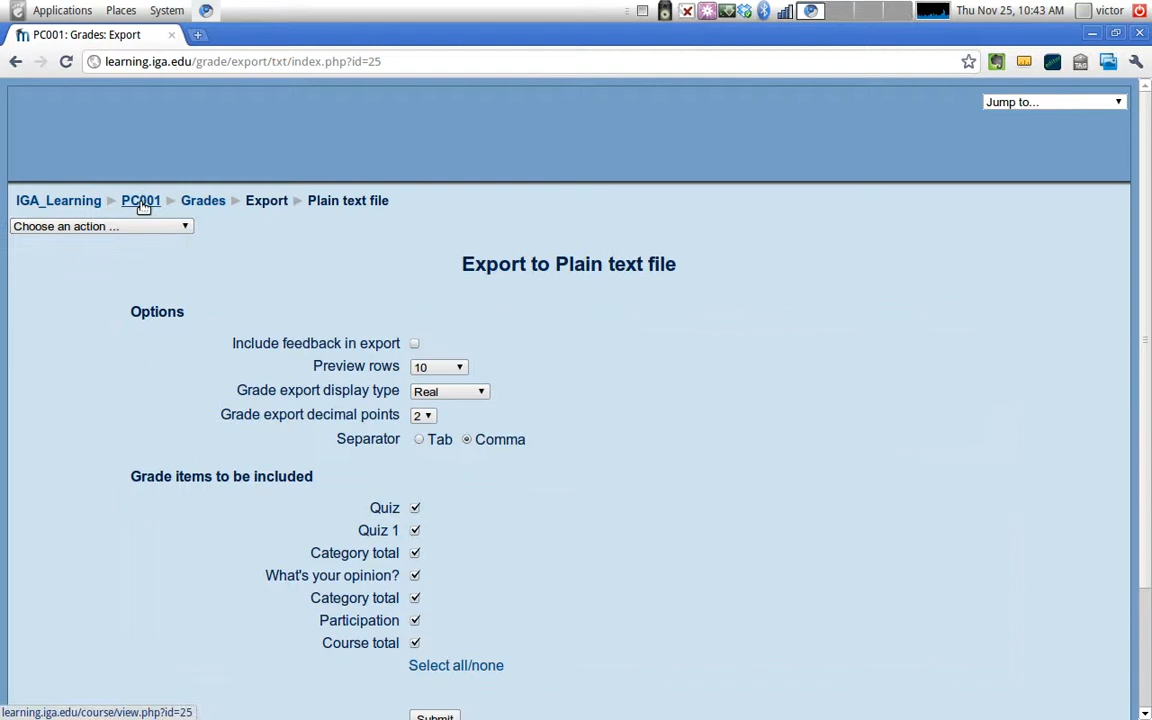 Applications Places System Thu Nov 25, 10:43 AM victor
PC001: Grades: Export
learning.iga.edu/grade/export/txt/index.php?id=25
Jump to...
IGA_Learning ► PC001 ► Grades ► Export ► Plain text file
Choose an action ...
Export to Plain text file
Options
Include feedback in export
Preview rows 10
Grade export display type Real
Grade export decimal points 2
Separator Tab Comma
Grade items to be included
Quiz
Quiz 1
Category total
What's your opinion?
Category total
Participation
Course total
Select all/none
Submit
learning.iga.edu/course/view.php?id=25